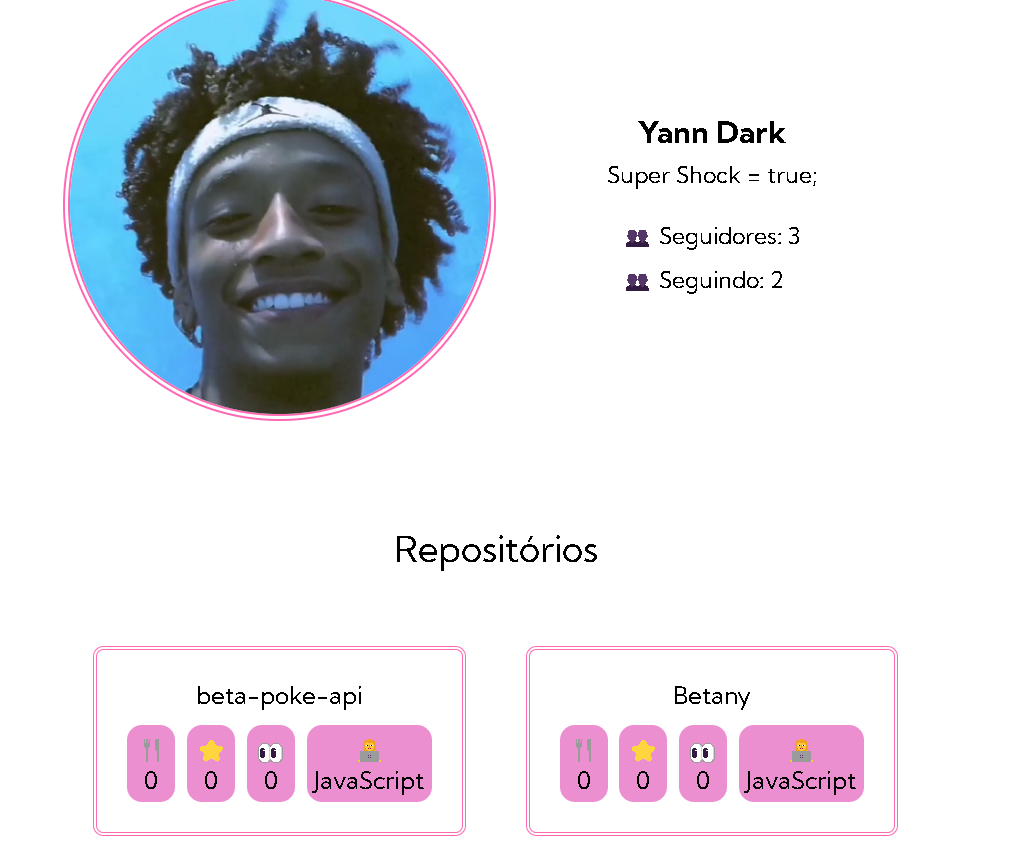 Yann Dark
Super Shock = true;
Seguidores: 3
Seguindo: 2
Repositórios
beta-poke-api
0 0 0 JavaScript
Betany
0 0 0 JavaScript